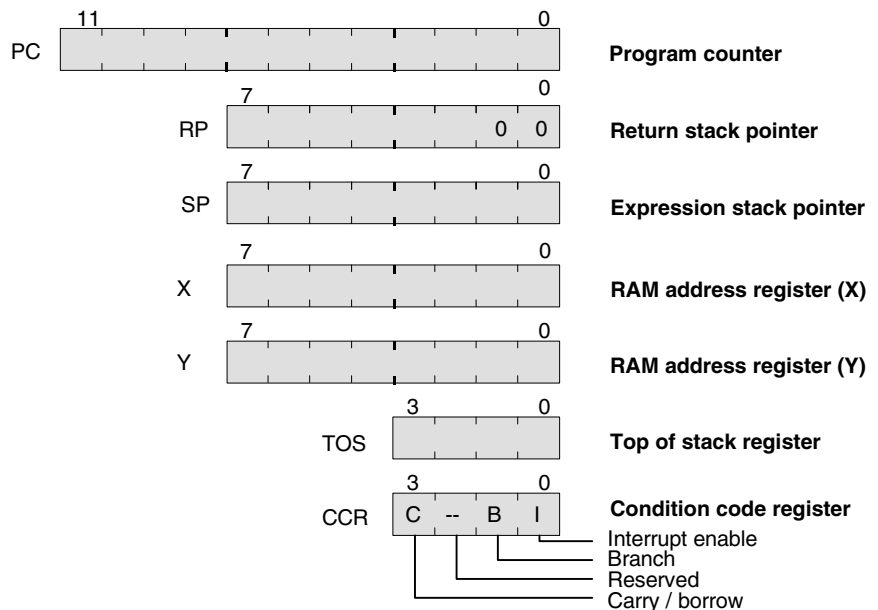 11 0
PC Program counter
7 0
RP 0 0 Return stack pointer
7 0
SP Expression stack pointer
7 0
X RAM address register (X)
7 0
Y RAM address register (Y)
3 0
TOS Top of stack register
3 0
CCR C -- B I Condition code register
Interrupt enable
Branch
Reserved
Carry / borrow